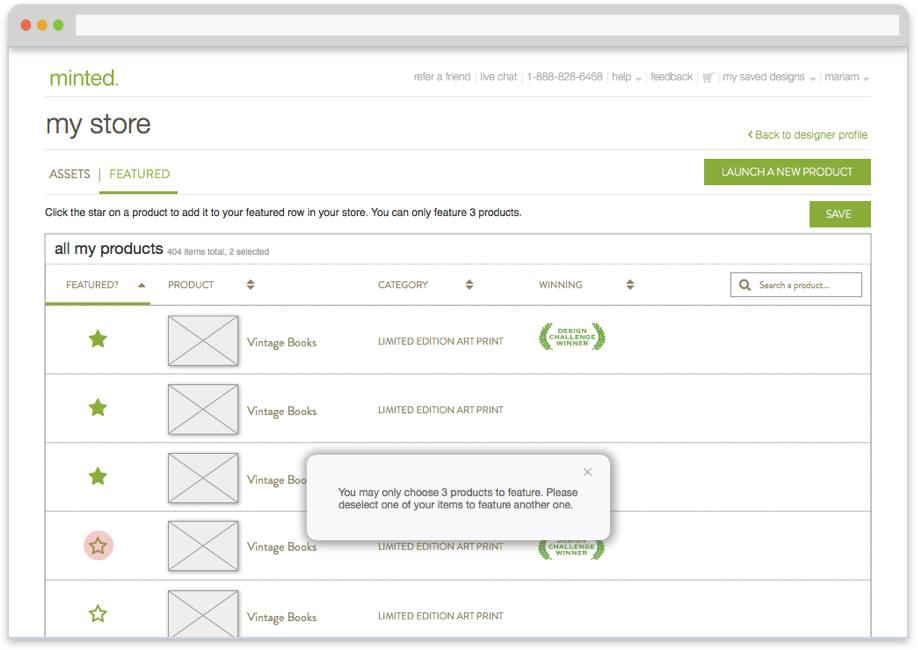 minted.
refer a friend | live chat | 1-888-828-6468 | help | feedback | my saved designs | mariam
my store
Back to designer profile
ASSETS | FEATURED
LAUNCH A NEW PRODUCT
Click the star on a product to add it to your featured row in your store. You can only feature 3 products.
SAVE
all my products 404 items total, 2 selected
FEATURED? PRODUCT CATEGORY WINNING Search a product...
Vintage Books LIMITED EDITION ART PRINT
DESIGN
CHALLENGE
WINNER
Vintage Books LIMITED EDITION ART PRINT
Vintage Boo
You may only choose 3 products to feature. Please
deselect one of your items to feature another one.
Vintage Books LIMITED EDITION ART PRINT
DESIGN
CHALLENGE
WINNER
Vintage Books LIMITED EDITION ART PRINT